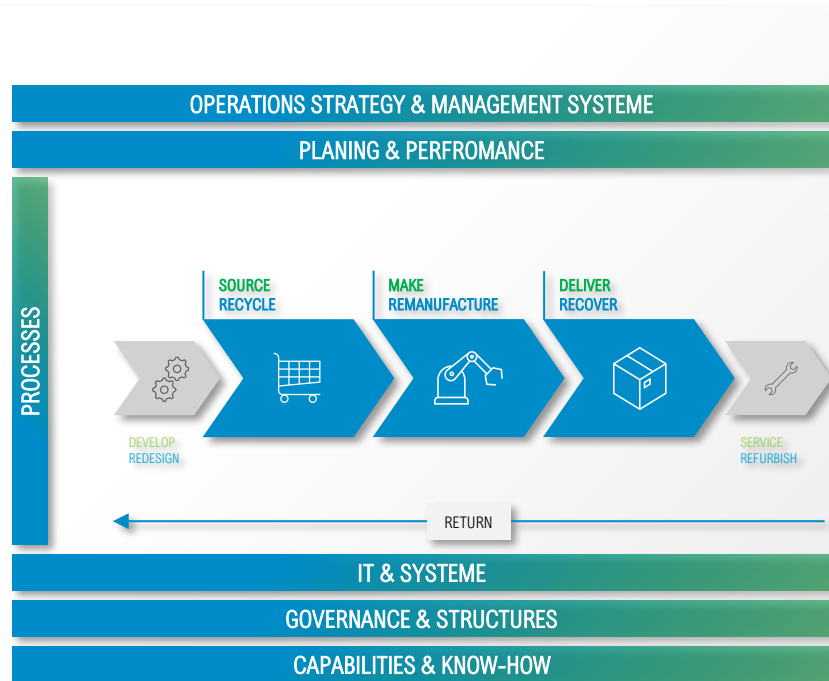 OPERATIONS STRATEGY & MANAGEMENT SYSTEME
PLANING & PERFROMANCE
PROCESSES
SOURCE
RECYCLE
MAKE
REMANUFACTURE
DELIVER
RECOVER
DEVELOP
REDESIGN
SERVICE
REFURBISH
RETURN
IT & SYSTEME
GOVERNANCE & STRUCTURES
CAPABILITIES & KNOW-HOW